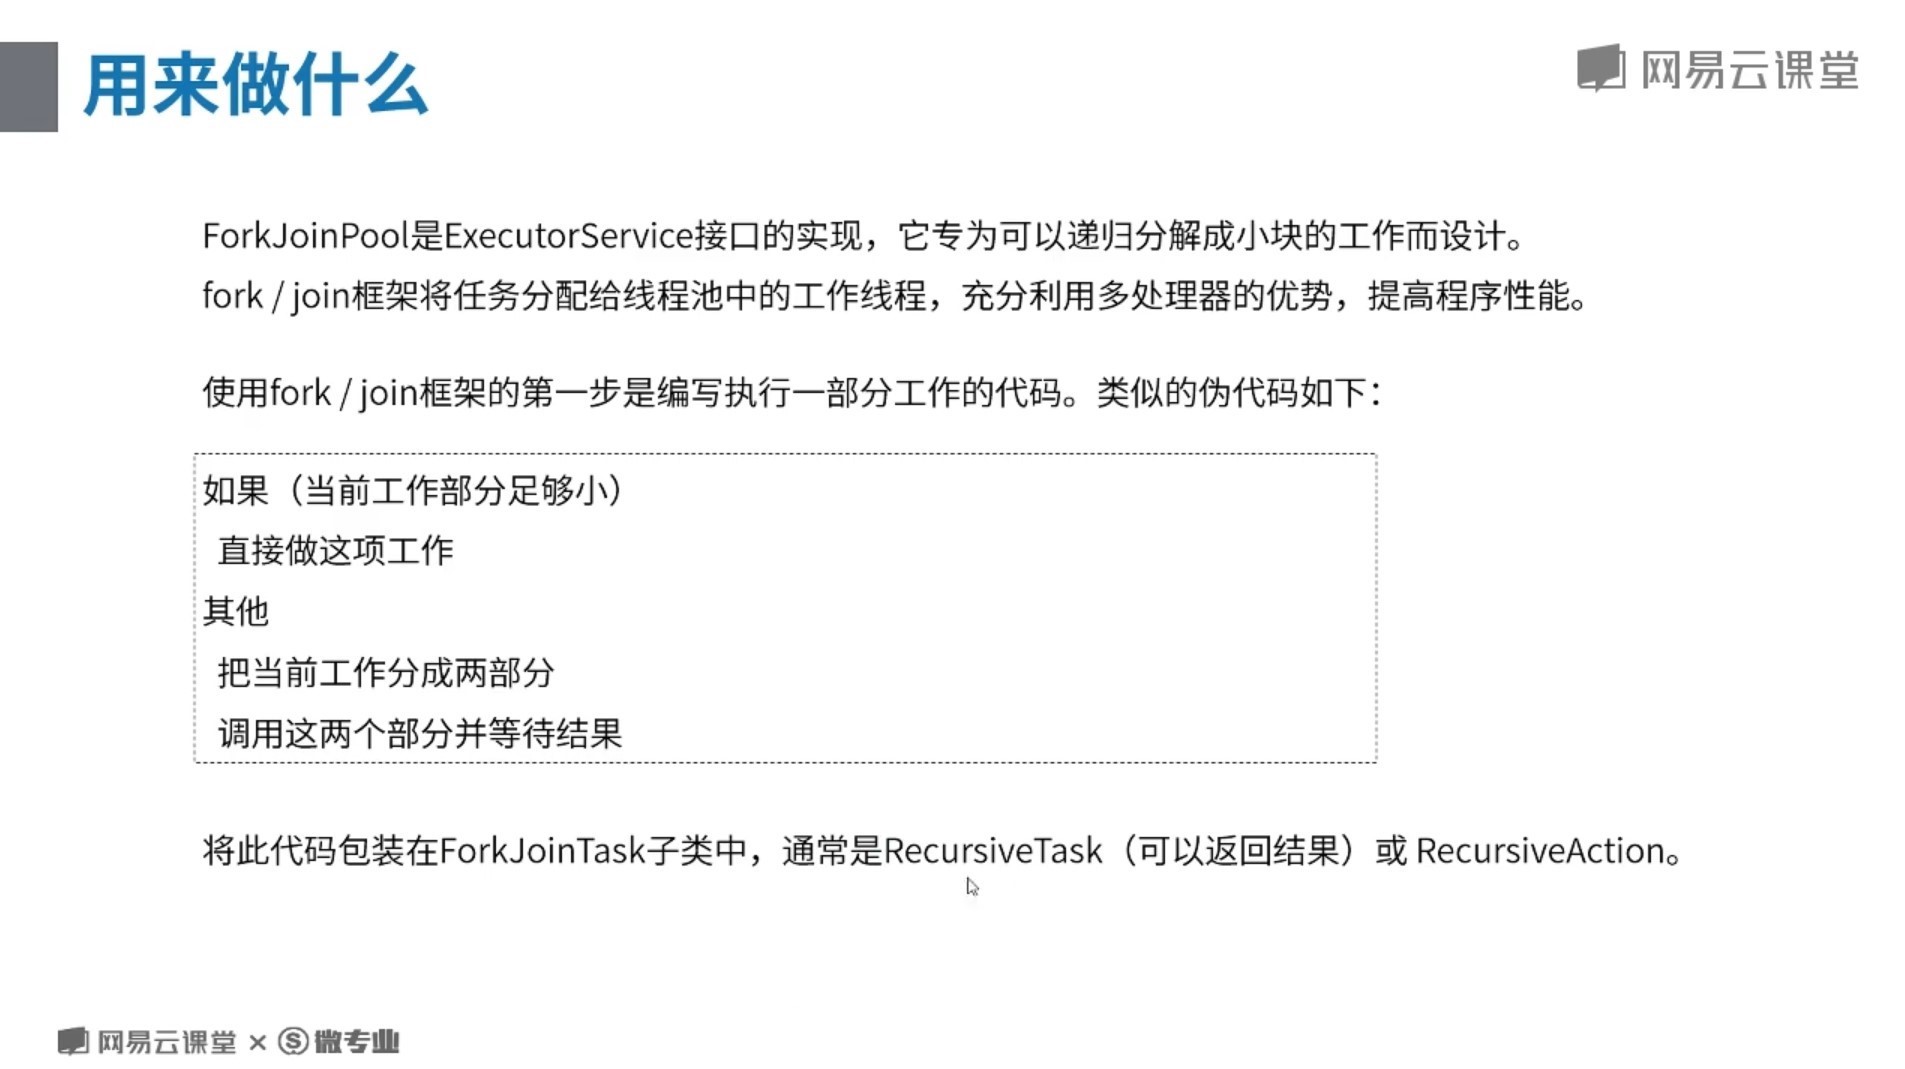 用来做什么
网易云课堂
ForkJoinPool是ExecutorService接口的实现，它专为可以递归分解成小块的工作而设计。
fork / join框架将任务分配给线程池中的工作线程，充分利用多处理器的优势，提高程序性能。
使用fork / join框架的第一步是编写执行一部分工作的代码。类似的伪代码如下：
如果（当前工作部分足够小）
直接做这项工作
其他
把当前工作分成两部分
调用这两个部分并等待结果
将此代码包装在ForkJoinTask子类中，通常是RecursiveTask（可以返回结果）或 RecursiveAction。
网易云课堂 × S 微专业